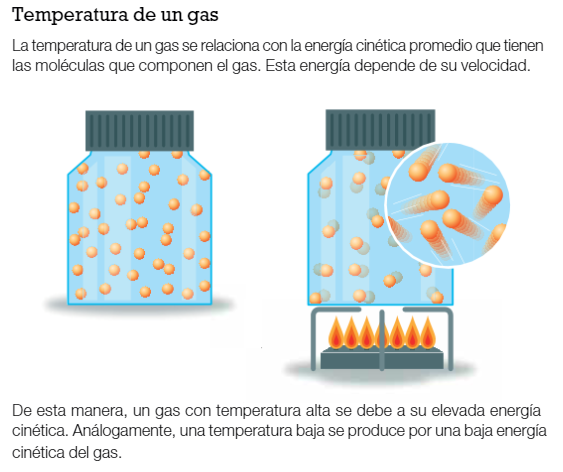 Temperatura de un gas
La temperatura de un gas se relaciona con la energía cinética promedio que tienen
las moléculas que componen el gas. Esta energía depende de su velocidad.
De esta manera, un gas con temperatura alta se debe a su elevada energía
cinética. Análogamente, una temperatura baja se produce por una baja energía
cinética del gas.